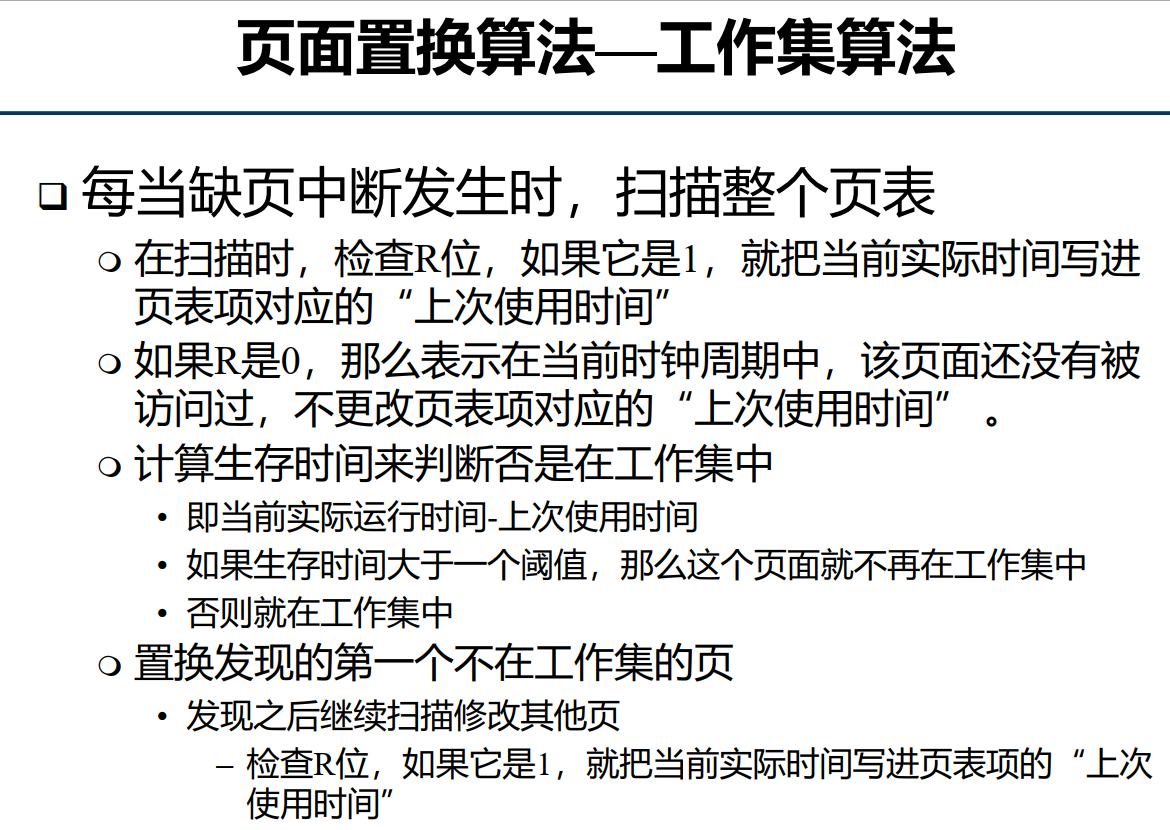 页面置换算法—工作集算法
❑ 每当缺页中断发生时，扫描整个页表
❍ 在扫描时，检查R位，如果它是1，就把当前实际时间写进
页表项对应的“上次使用时间”
❍ 如果R是0，那么表示在当前时钟周期中，该页面还没有被
访问过，不更改页表项对应的“上次使用时间” 。
❍ 计算生存时间来判断否是在工作集中
• 即当前实际运行时间-上次使用时间
• 如果生存时间大于一个阈值，那么这个页面就不再在工作集中
• 否则就在工作集中
❍ 置换发现的第一个不在工作集的页
• 发现之后继续扫描修改其他页
– 检查R位，如果它是1，就把当前实际时间写进页表项的“上次
使用时间”